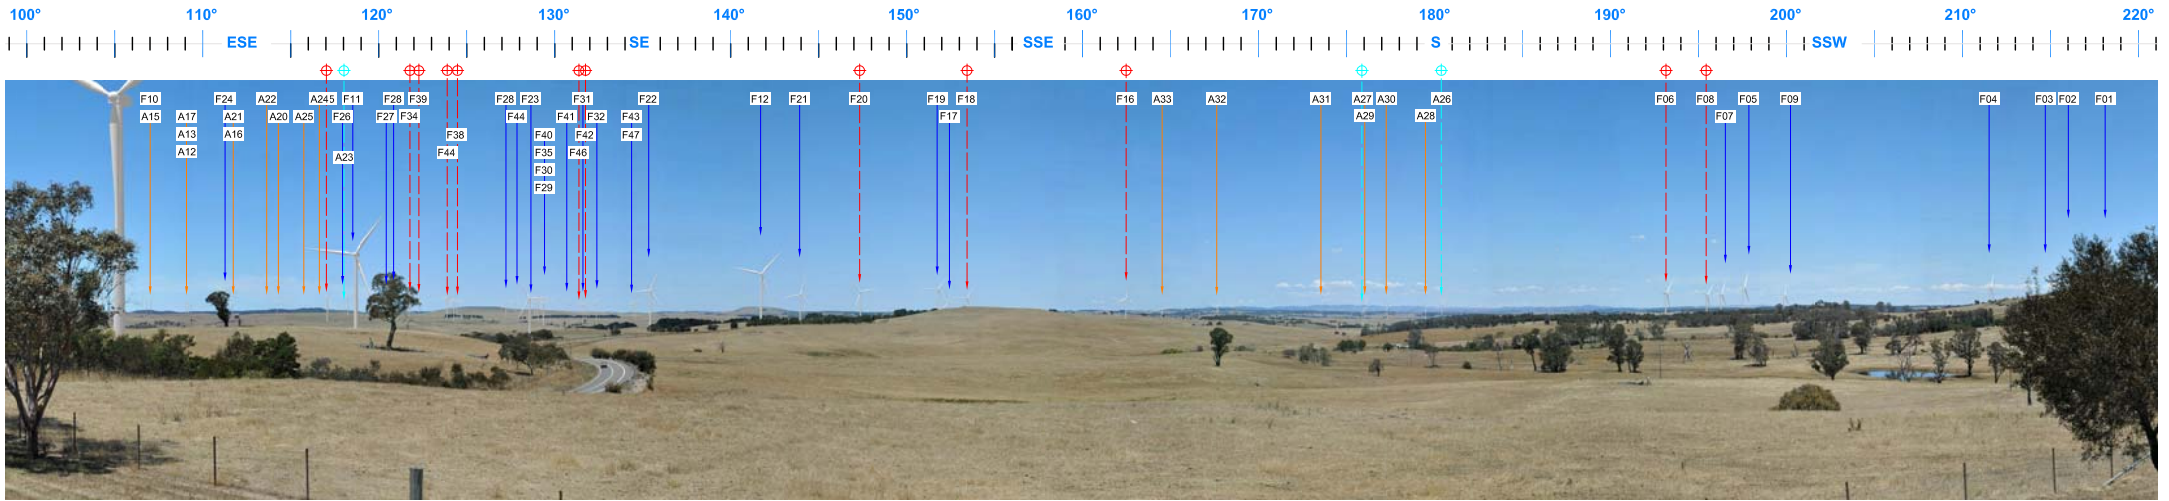 100° 110° 120° 130° 140° 150° 160° 170° 180° 190° 200° 210° 220°
ESE SE SSE S SSW
F10 F24 A22 A245 F11 F28 F39 F28 F23 F31 F22 F12 F21 F20 F19 F18 F16 A33 A32 A31 A27 A30 A26 F06 F08 F05 F09 F04 F03 F02 F01
A15 A17 A21 A20 A25 F26 F27 F34 F44 F41 F32 F43 F17 A29 A28 F07
A13 A16 F38 F40 F42 F47
A12 A23 F44 F35 F46
F30
F29